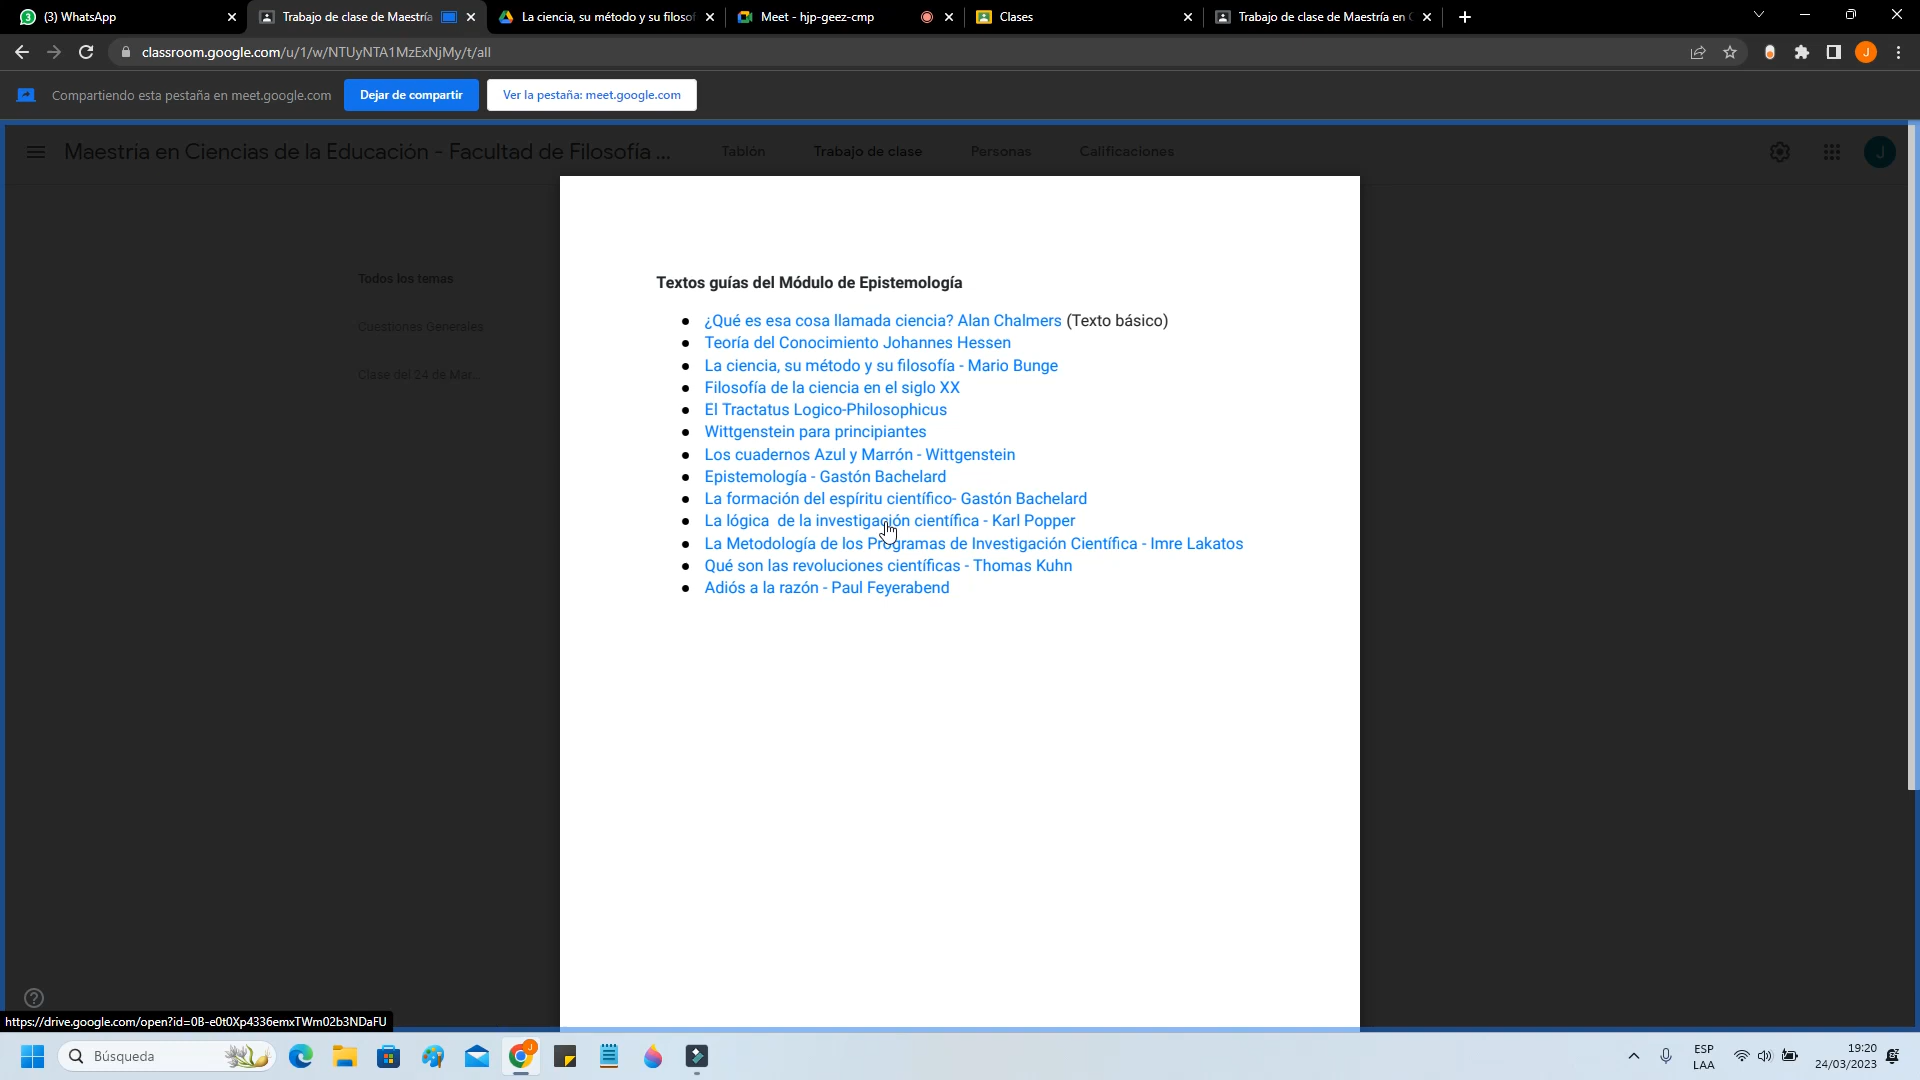 (3) WhatsApp
Trabajo de clase de Maestría
La ciencia, su método y su filosof
Meet - hjp-geez-cmp
Clases
Trabajo de clase de Maestría en C
classroom.google.com/u/1/w/NTUyNTA1MzExNjMy/t/all
Compartiendo esta pestaña en meet.google.com
Dejar de compartir
Ver la pestaña: meet.google.com
Maestría en Ciencias de la Educación - Facultad de Filosofía ...
Tablón
Trabajo de clase
Personas
Calificaciones
Todos los temas
Cuestiones Generales
Clase del 24 de Mar...
Textos guías del Módulo de Epistemología
● ¿Qué es esa cosa llamada ciencia? Alan Chalmers (Texto básico)
● Teoría del Conocimiento Johannes Hessen
● La ciencia, su método y su filosofía - Mario Bunge
● Filosofía de la ciencia en el siglo XX
● El Tractatus Logico-Philosophicus
● Wittgenstein para principiantes
● Los cuadernos Azul y Marrón - Wittgenstein
● Epistemología - Gastón Bachelard
● La formación del espíritu científico- Gastón Bachelard
● La lógica  de la investigación científica - Karl Popper
● La Metodología de los Programas de Investigación Científica - Imre Lakatos
● Qué son las revoluciones científicas - Thomas Kuhn
● Adiós a la razón - Paul Feyerabend
https://drive.google.com/open?id=0B-e0t0Xp4336emxTWm02b3NDaFU
Búsqueda
ESP
LAA
19:20
24/03/2023